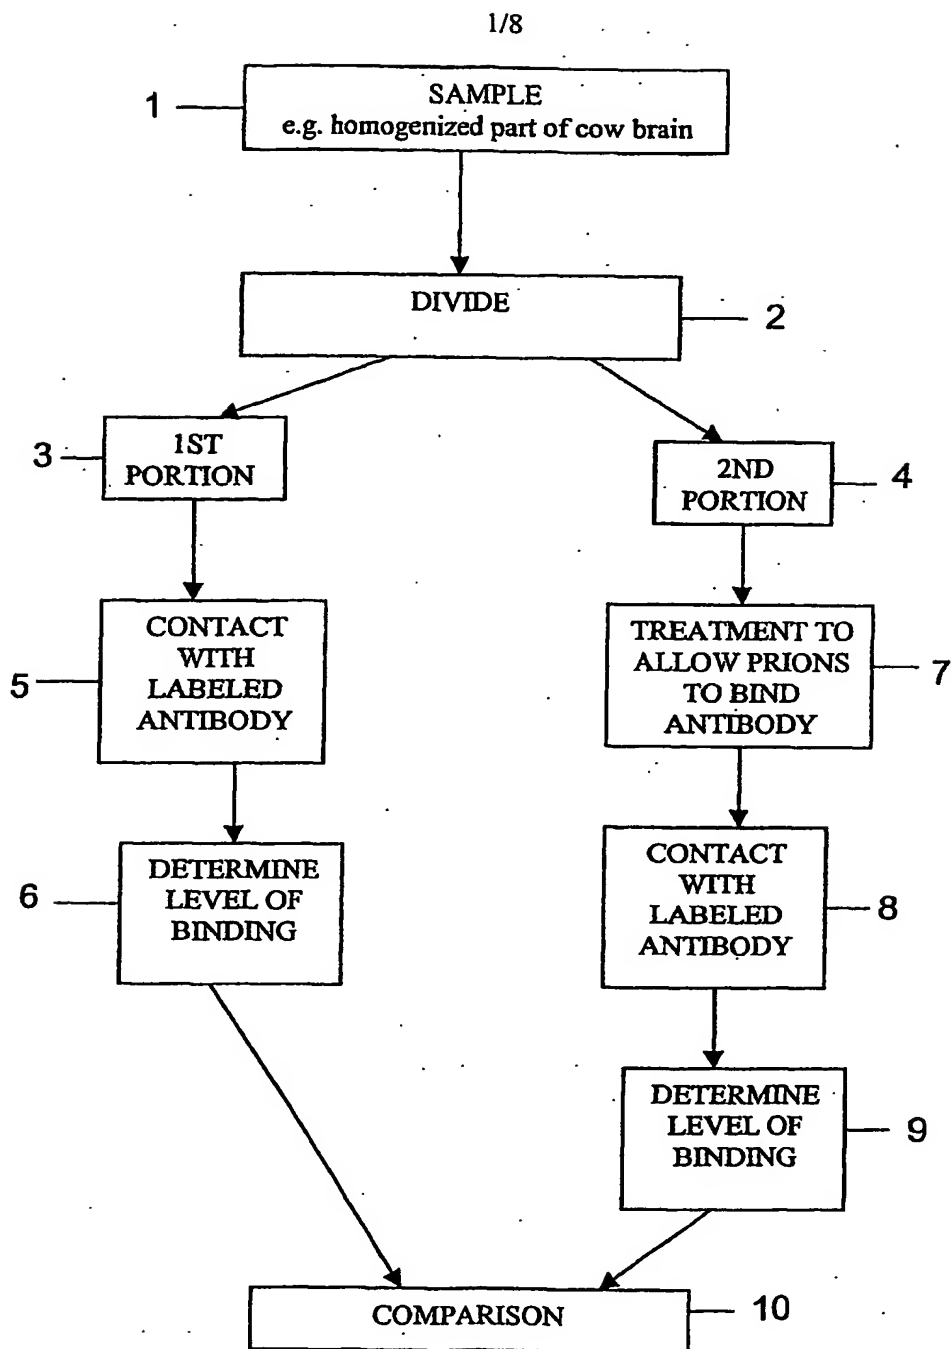 1/8
1
SAMPLE
e.g. homogenized part of cow brain
DIVIDE
2
3
1ST
PORTION
2ND
PORTION
4
5
CONTACT
WITH
LABELED
ANTIBODY
TREATMENT TO
ALLOW PRIONS
TO BIND
ANTIBODY
7
6
DETERMINE
LEVEL OF
BINDING
CONTACT
WITH
LABELED
ANTIBODY
8
DETERMINE
LEVEL OF
BINDING
9
COMPARISON
10